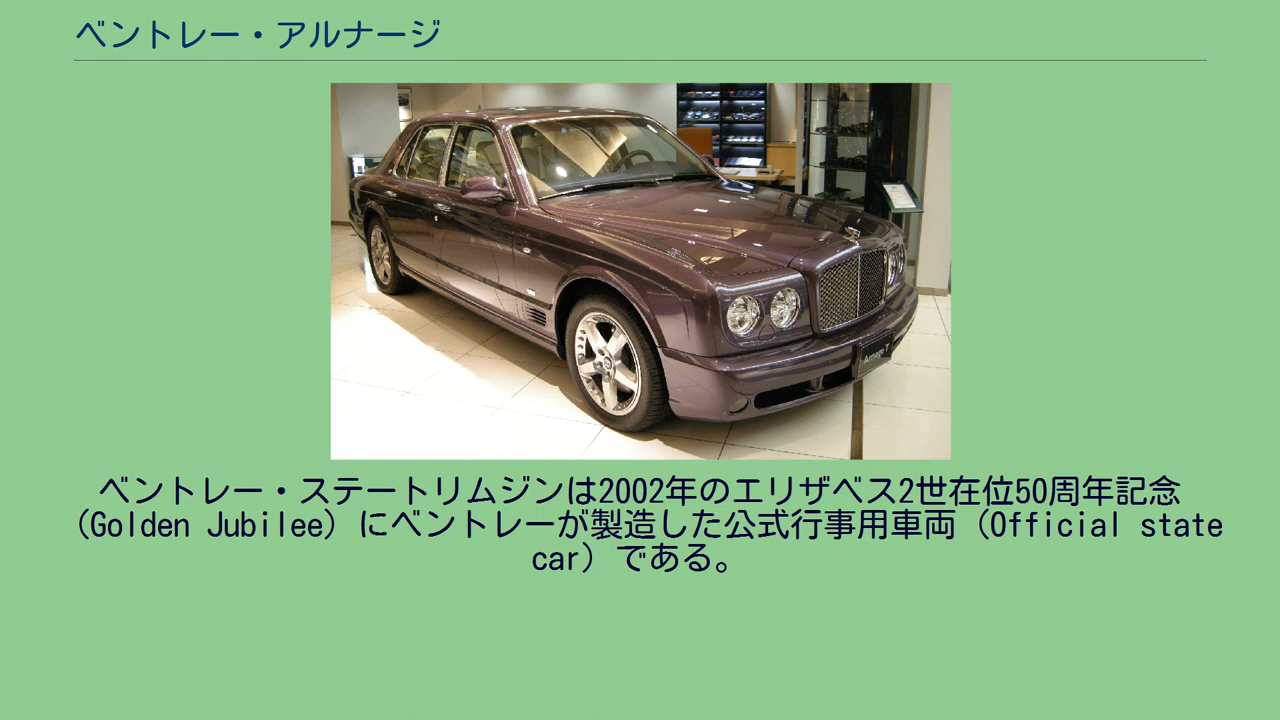 ベントレー・アルナージ
Arnage T
ベントレー・ステートリムジンは2002年のエリザベス2世在位50周年記念
（Golden Jubilee）にベントレーが製造した公式行事用車両（Official state
car）である。